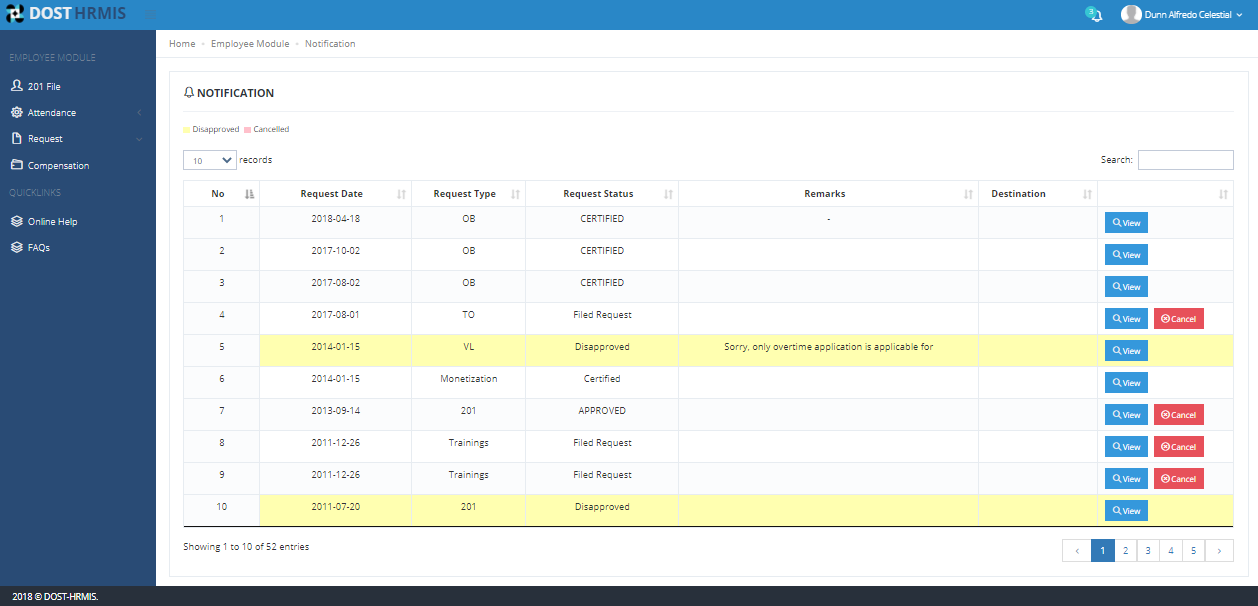 DOST HRMIS
3
Dunn Alfredo Celestial
EMPLOYEE MODULE
201 File
Attendance
Request
Compensation
QUICKLINKS
Online Help
FAQs
Home - Employee Module - Notification
NOTIFICATION
Disapproved Cancelled
10 records Search:
No Request Date Request Type Request Status Remarks Destination
1 2018-04-18 OB CERTIFIED - View
2 2017-10-02 OB CERTIFIED View
3 2017-08-02 OB CERTIFIED View
4 2017-08-01 TO Filed Request View Cancel
5 2014-01-15 VL Disapproved Sorry, only overtime application is applicable for View
6 2014-01-15 Monetization Certified View
7 2013-09-14 201 APPROVED View Cancel
8 2011-12-26 Trainings Filed Request View Cancel
9 2011-12-26 Trainings Filed Request View Cancel
10 2011-07-20 201 Disapproved View
Showing 1 to 10 of 52 entries ‹ 1 2 3 4 5 ›
2018 © DOST-HRMIS.